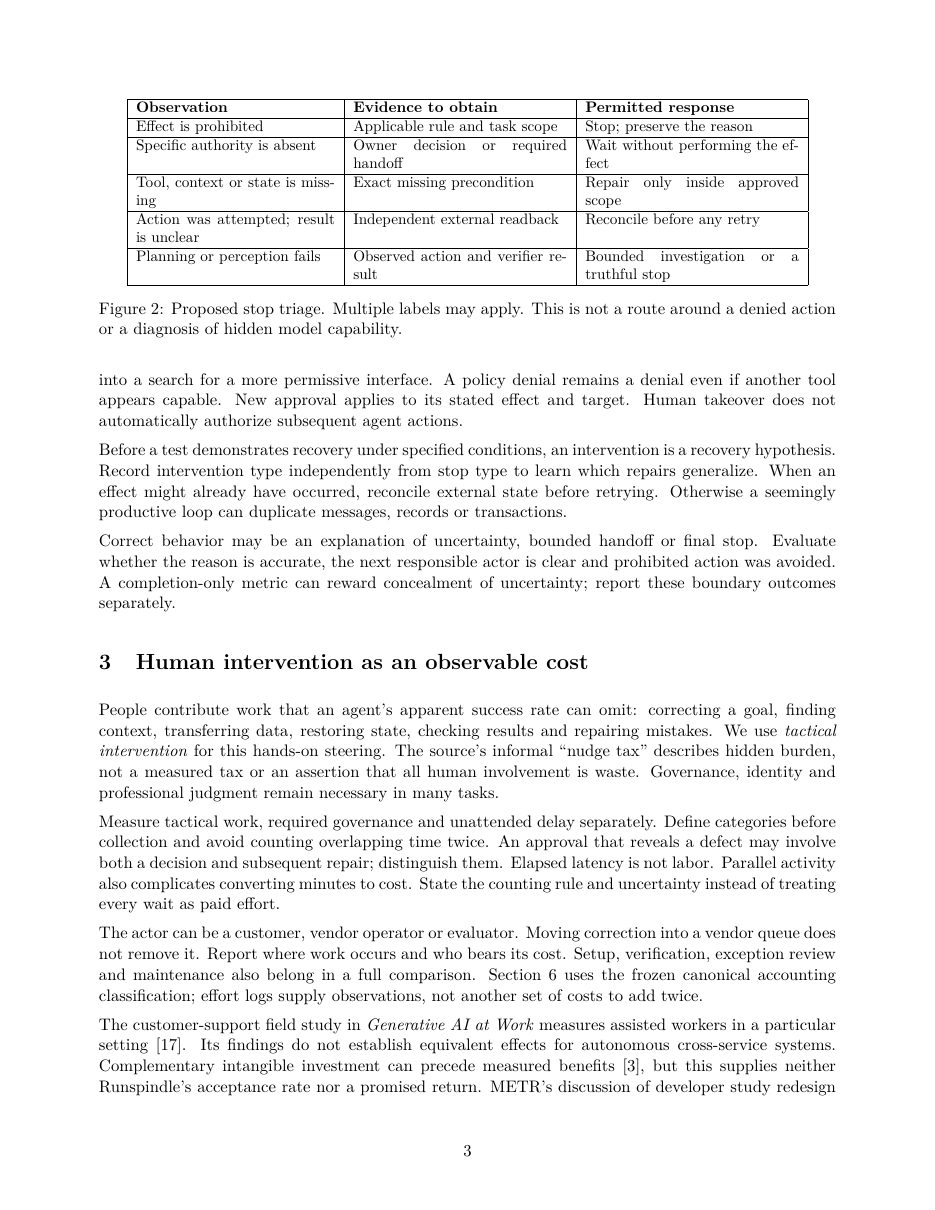 Observation Evidence to obtain Permitted response
Effect is prohibited Applicable rule and task scope Stop; preserve the reason
Specific authority is absent Owner decision or required handoff Wait without performing the ef-
fect
Tool, context or state is miss-
ing Exact missing precondition Repair only inside approved
scope
Action was attempted; result
is unclear Independent external readback Reconcile before any retry
Planning or perception fails Observed action and verifier re-
sult Bounded investigation or a
truthful stop
Figure 2: Proposed stop triage. Multiple labels may apply. This is not a route around a denied action
or a diagnosis of hidden model capability.
into a search for a more permissive interface. A policy denial remains a denial even if another tool
appears capable. New approval applies to its stated effect and target. Human takeover does not
automatically authorize subsequent agent actions.
Before a test demonstrates recovery under specified conditions, an intervention is a recovery hypothesis.
Record intervention type independently from stop type to learn which repairs generalize. When an
effect might already have occurred, reconcile external state before retrying. Otherwise a seemingly
productive loop can duplicate messages, records or transactions.
Correct behavior may be an explanation of uncertainty, bounded handoff or final stop. Evaluate
whether the reason is accurate, the next responsible actor is clear and prohibited action was avoided.
A completion-only metric can reward concealment of uncertainty; report these boundary outcomes
separately.
3 Human intervention as an observable cost
People contribute work that an agent's apparent success rate can omit: correcting a goal, finding
context, transferring data, restoring state, checking results and repairing mistakes. We use tactical
intervention for this hands-on steering. The source's informal “nudge tax” describes hidden burden,
not a measured tax or an assertion that all human involvement is waste. Governance, identity and
professional judgment remain necessary in many tasks.
Measure tactical work, required governance and unattended delay separately. Define categories before
collection and avoid counting overlapping time twice. An approval that reveals a defect may involve
both a decision and subsequent repair; distinguish them. Elapsed latency is not labor. Parallel activity
also complicates converting minutes to cost. State the counting rule and uncertainty instead of treating
every wait as paid effort.
The actor can be a customer, vendor operator or evaluator. Moving correction into a vendor queue does
not remove it. Report where work occurs and who bears its cost. Setup, verification, exception review
and maintenance also belong in a full comparison. Section 6 uses the frozen canonical accounting
classification; effort logs supply observations, not another set of costs to add twice.
The customer-support field study in Generative AI at Work measures assisted workers in a particular
setting [17]. Its findings do not establish equivalent effects for autonomous cross-service systems.
Complementary intangible investment can precede measured benefits [3], but this supplies neither
Runspindle's acceptance rate nor a promised return. METR's discussion of developer study redesign
3